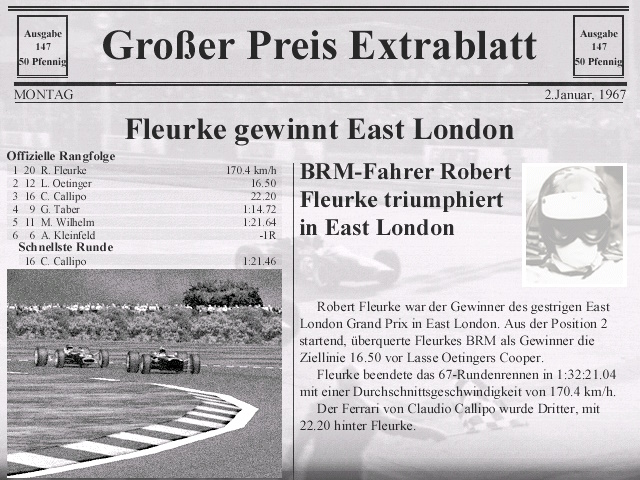 Ausgabe
147
50 Pfennig
Großer Preis Extrablatt
Ausgabe
147
50 Pfennig
MONTAG
2.Januar, 1967
Fleurke gewinnt East London
Offizielle Rangfolge
1 20 R. Fleurke 170.4 km/h
2 12 L. Oetinger 16.50
3 16 C. Callipo 22.20
4 9 G. Taber 1:14.72
5 11 M. Wilhelm 1:21.64
6 6 A. Kleinfeld -1R
Schnellste Runde
16 C. Callipo 1:21.46
BRM-Fahrer Robert
Fleurke triumphiert
in East London
Robert Fleurke war der Gewinner des gestrigen East
London Grand Prix in East London. Aus der Position 2
startend, überquerte Fleurkes BRM als Gewinner die
Ziellinie 16.50 vor Lasse Oetingers Cooper.
Fleurke beendete das 67-Rundenrennen in 1:32:21.04
mit einer Durchschnittsgeschwindigkeit von 170.4 km/h.
Der Ferrari von Claudio Callipo wurde Dritter, mit
22.20 hinter Fleurke.